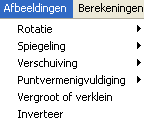 Afbeeldingen Berekeningen
Rotatie
Spiegeling
Verschuiving
Puntvermenigvuldiging
Vergroot of verklein
Inverteer